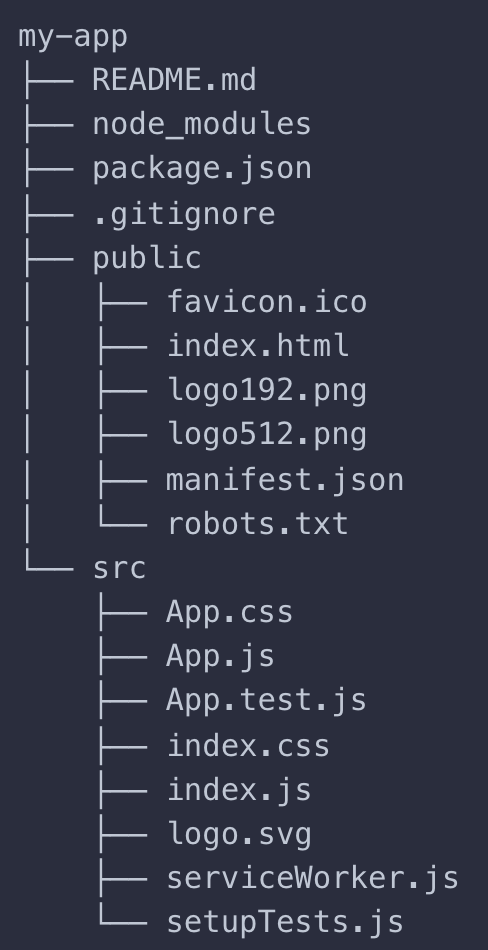 my-app
├── README.md
├── node_modules
├── package.json
├── .gitignore
├── public
│   ├── favicon.ico
│   ├── index.html
│   ├── logo192.png
│   ├── logo512.png
│   ├── manifest.json
│   └── robots.txt
└── src
    ├── App.css
    ├── App.js
    ├── App.test.js
    ├── index.css
    ├── index.js
    ├── logo.svg
    ├── serviceWorker.js
    └── setupTests.js